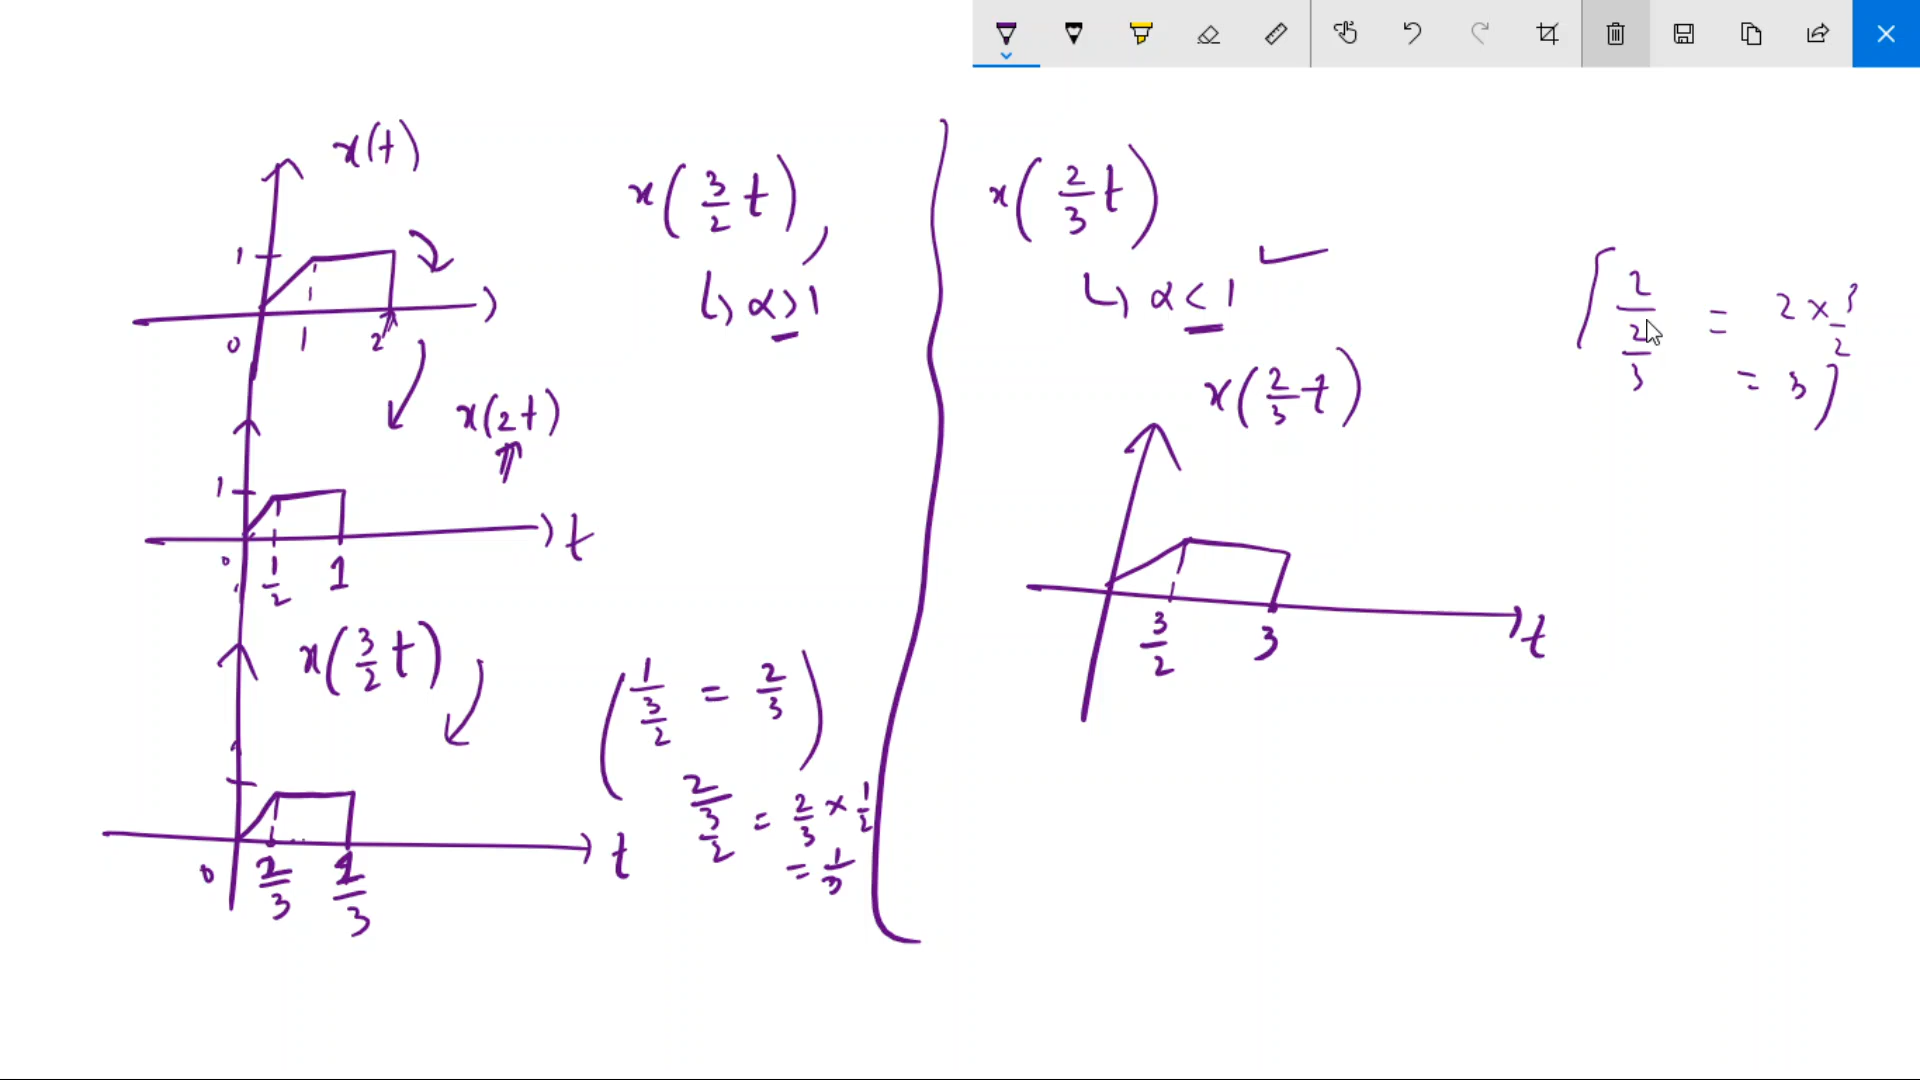 x(t)
1
0 1 2
x(2t)
1
0 1/2 1
t
x(3/2 t)
0 2/3 4/3
t
x(3/2 t),
↳ α > 1
(1/(3/2) = 2/3)
2/(3/2) = 2/3 × 1/2
= 1/3
x(2/3 t)
↳ α < 1 ✓
x(2/3 t)
3/2 3
t
(2/(2/3) = 2 × 3/2
= 3)